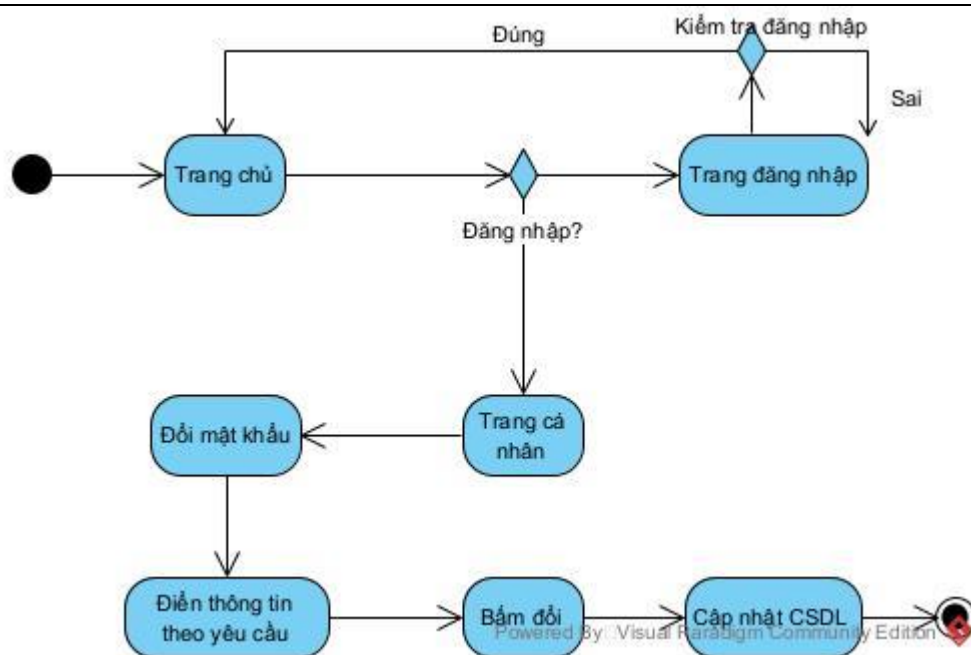 Đúng
Kiểm tra đăng nhập
Sai
Trang chủ
Trang đăng nhập
Đăng nhập?
Đổi mật khẩu
Trang cá
nhân
Điển thông tin
theo yêu cầu
Bấm đổi
Cập nhật CSDL
Powered By Visual Paradigm Community Edition